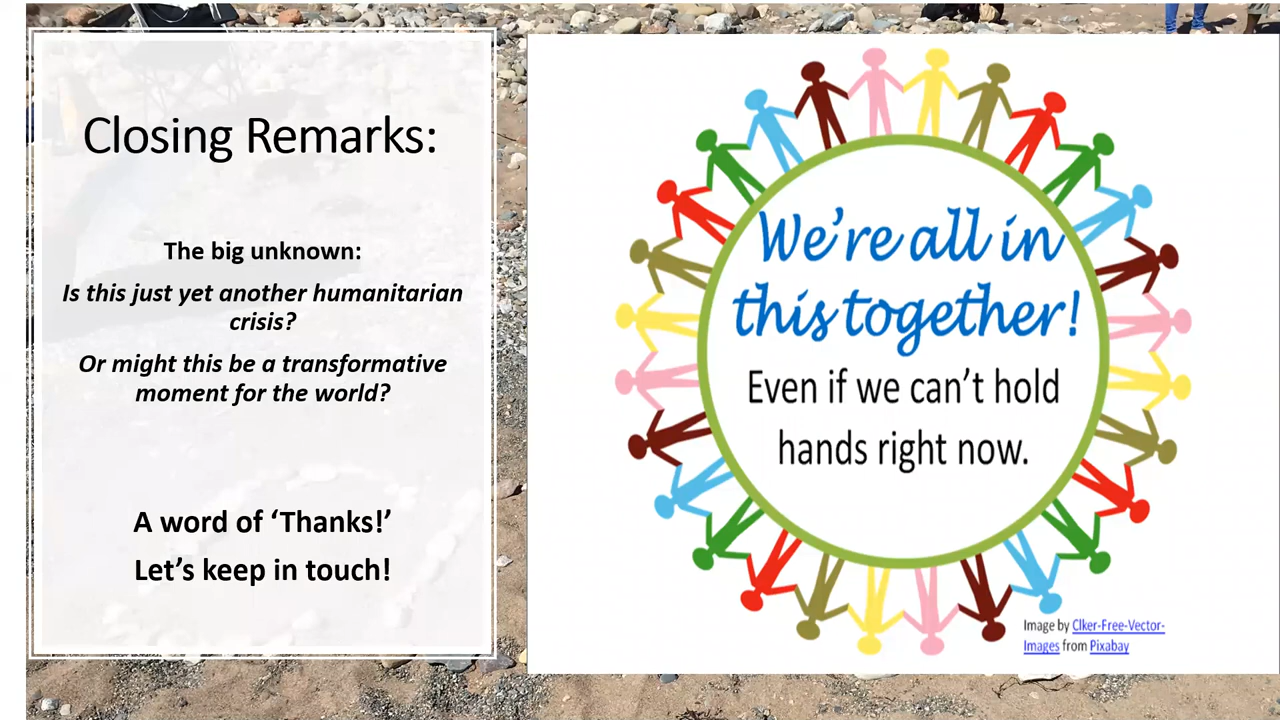 Closing Remarks:
The big unknown:
Is this just yet another humanitarian
crisis?
Or might this be a transformative
moment for the world?
A word of ‘Thanks!’
Let’s keep in touch!
We’re all in
this together!
Even if we can’t hold
hands right now.
Image by Clker-Free-Vector-
Images from Pixabay